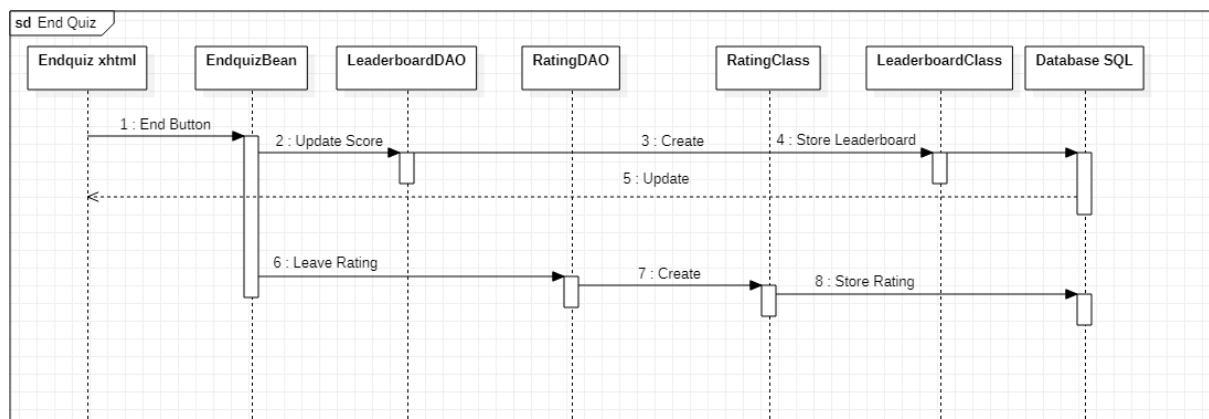 sd End Quiz
Endquiz xhtml
EndquizBean
LeaderboardDAO
RatingDAO
RatingClass
LeaderboardClass
Database SQL
1 : End Button
2 : Update Score
3 : Create
4 : Store Leaderboard
5 : Update
6 : Leave Rating
7 : Create
8 : Store Rating